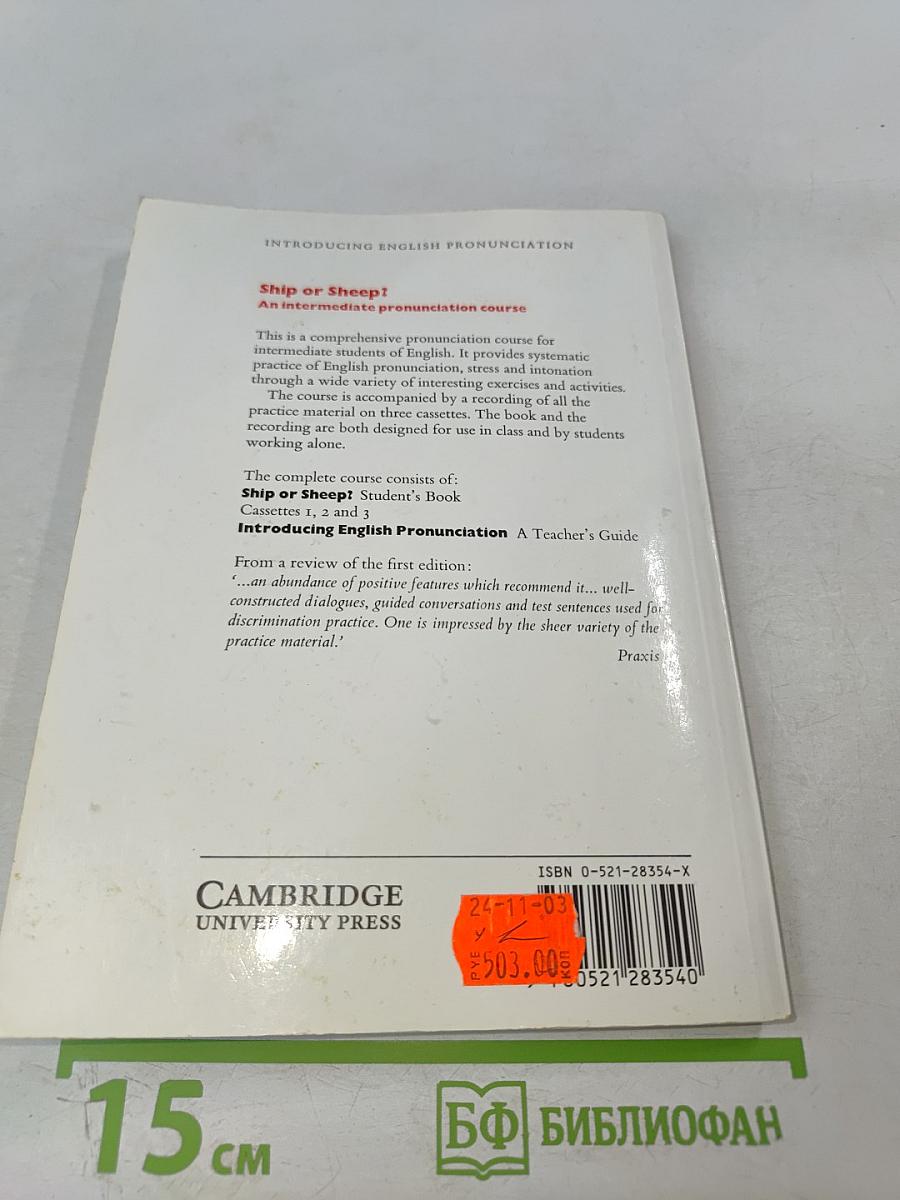 INTRODUCING ENGLISH PRONUNCIATION
Ship or Sheep?
An intermediate pronunciation course
This is a comprehensive pronunciation course for
intermediate students of English. It provides systematic
practice of English pronunciation, stress and intonation
through a wide variety of interesting exercises and activities.
The course is accompanied by a recording of all the
practice material on three cassettes. The book and the
recording are both designed for use in class and by students
working alone.
The complete course consists of:
Ship or Sheep? Student's Book
Cassettes 1, 2 and 3
Introducing English Pronunciation A Teacher's Guide
From a review of the first edition:
‘...an abundance of positive features which recommend it... well-
constructed dialogues, guided conversations and test sentences used for
discrimination practice. One is impressed by the sheer variety of the
practice material.’
Praxis
CAMBRIDGE
UNIVERSITY PRESS
ISBN 0-521-28354-X
24-11-03
РУБ 503.00 КОП
0521 283540
15 см
БФ БИБЛИОФАН